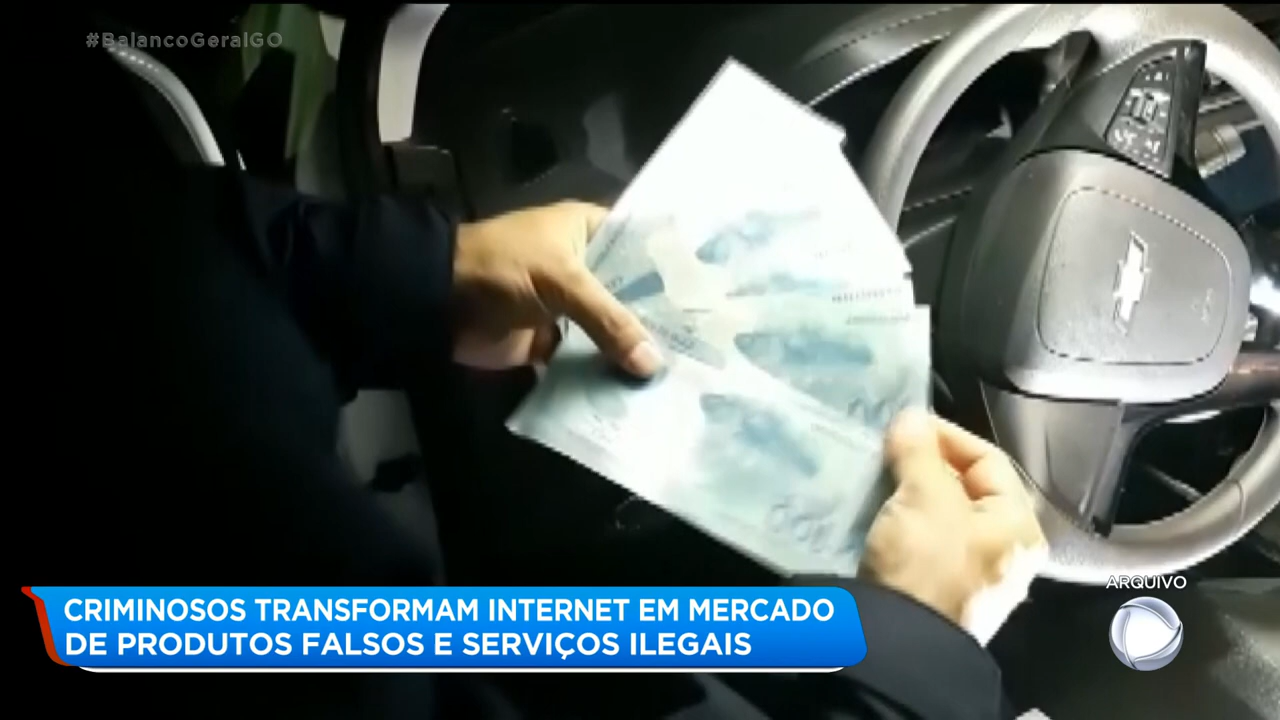 #BalancoGeralGO
CRIMINOSOS TRANSFORMAM INTERNET EM MERCADO
DE PRODUTOS FALSOS E SERVIÇOS ILEGAIS
ARQUIVO